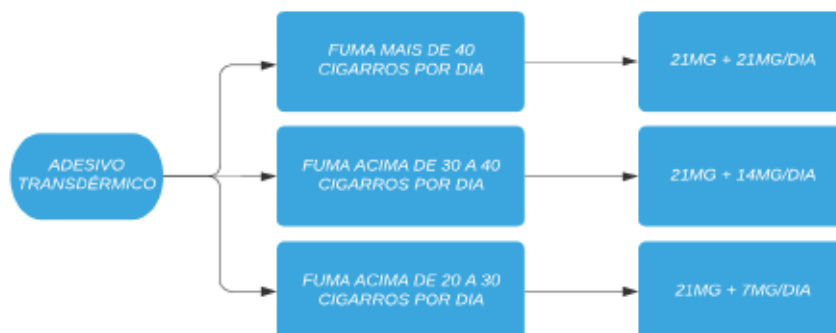 ADESIVO
TRANSDÉRMICO
FUMA MAIS DE 40
CIGARROS POR DIA
21MG + 21MG/DIA
FUMA ACIMA DE 30 A 40
CIGARROS POR DIA
21MG + 14MG/DIA
FUMA ACIMA DE 20 A 30
CIGARROS POR DIA
21MG + 7MG/DIA